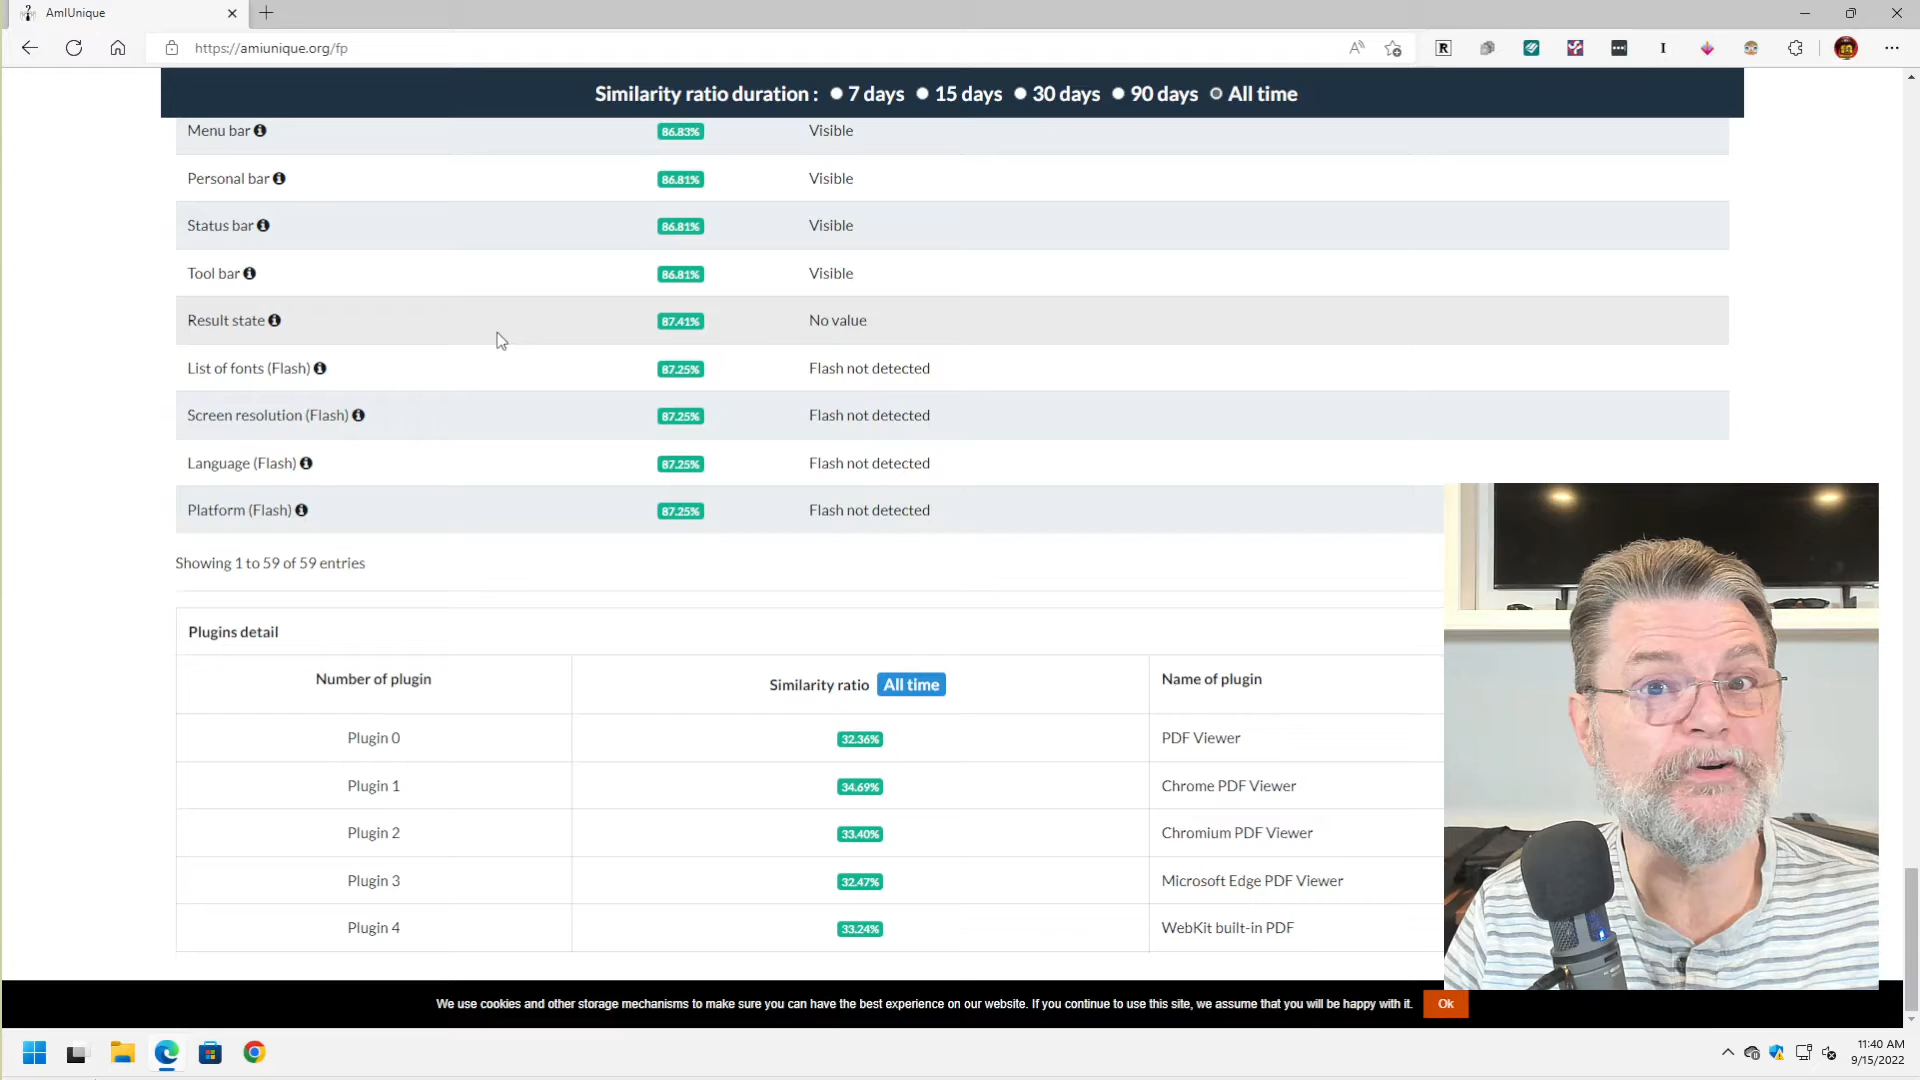 AmIUnique
https://amiunique.org/fp
Similarity ratio duration : 7 days 15 days 30 days 90 days All time
Menu bar 86.83% Visible
Personal bar 86.81% Visible
Status bar 86.81% Visible
Tool bar 86.81% Visible
Result state 87.41% No value
List of fonts (Flash) 87.25% Flash not detected
Screen resolution (Flash) 87.25% Flash not detected
Language (Flash) 87.25% Flash not detected
Platform (Flash) 87.25% Flash not detected
Showing 1 to 59 of 59 entries
Plugins detail
Number of plugin Similarity ratio All time Name of plugin
Plugin 0 32.36% PDF Viewer
Plugin 1 34.69% Chrome PDF Viewer
Plugin 2 33.40% Chromium PDF Viewer
Plugin 3 32.47% Microsoft Edge PDF Viewer
Plugin 4 33.24% WebKit built-in PDF
We use cookies and other storage mechanisms to make sure you can have the best experience on our website. If you continue to use this site, we assume that you will be happy with it. Ok
11:40 AM
9/15/2022